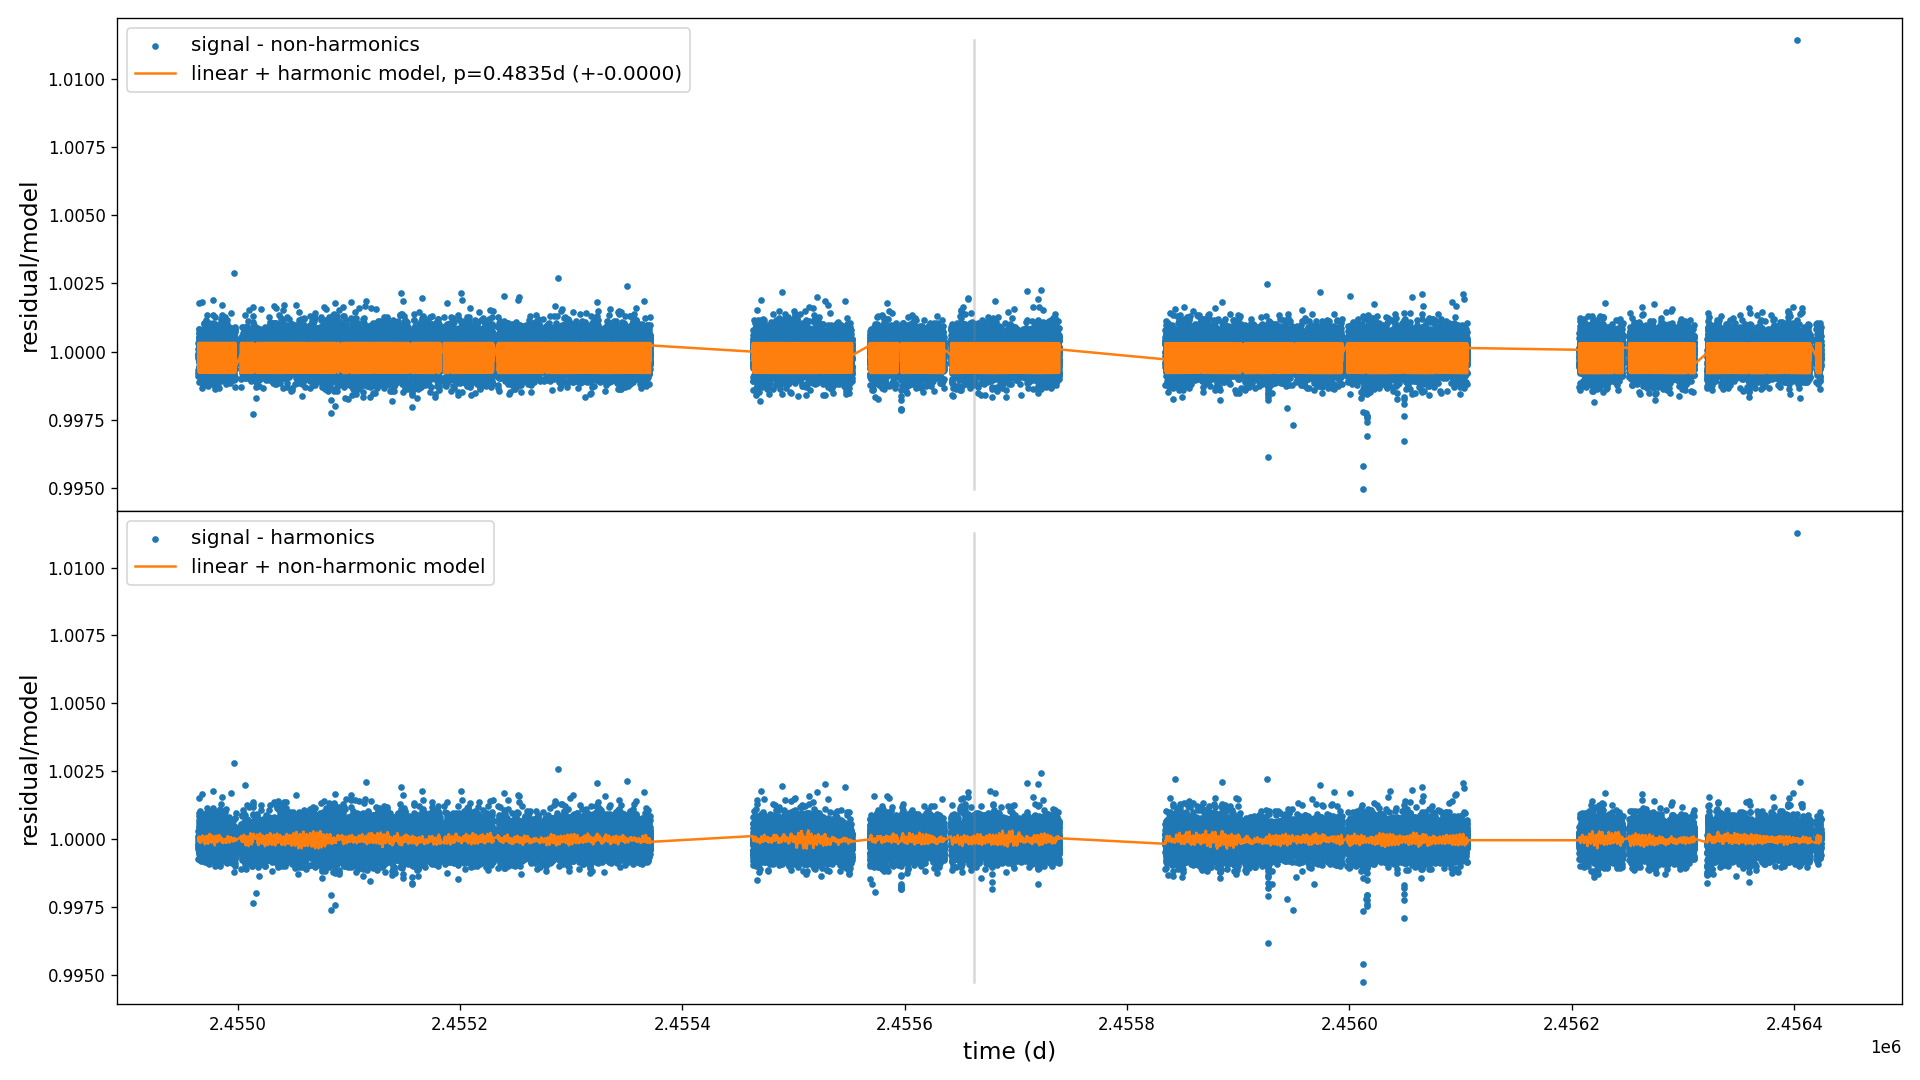 signal - non-harmonics
linear + harmonic model, p=0.4835d (+-0.0000)
residual/model
1.0100
1.0075
1.0050
1.0025
1.0000
0.9975
0.9950
signal - harmonics
linear + non-harmonic model
residual/model
1.0100
1.0075
1.0050
1.0025
1.0000
0.9975
0.9950
2.4550 2.4552 2.4554 2.4556 2.4558 2.4560 2.4562 2.4564
time (d)
1e6